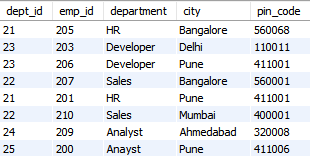 dept_id emp_id department city pin_code
21 205 HR Bangalore 560068
23 203 Developer Delhi 110011
23 206 Developer Pune 411001
22 207 Sales Bangalore 560001
21 201 HR Pune 411001
22 210 Sales Mumbai 400001
24 209 Analyst Ahmedabad 320008
25 200 Anayst Pune 411006